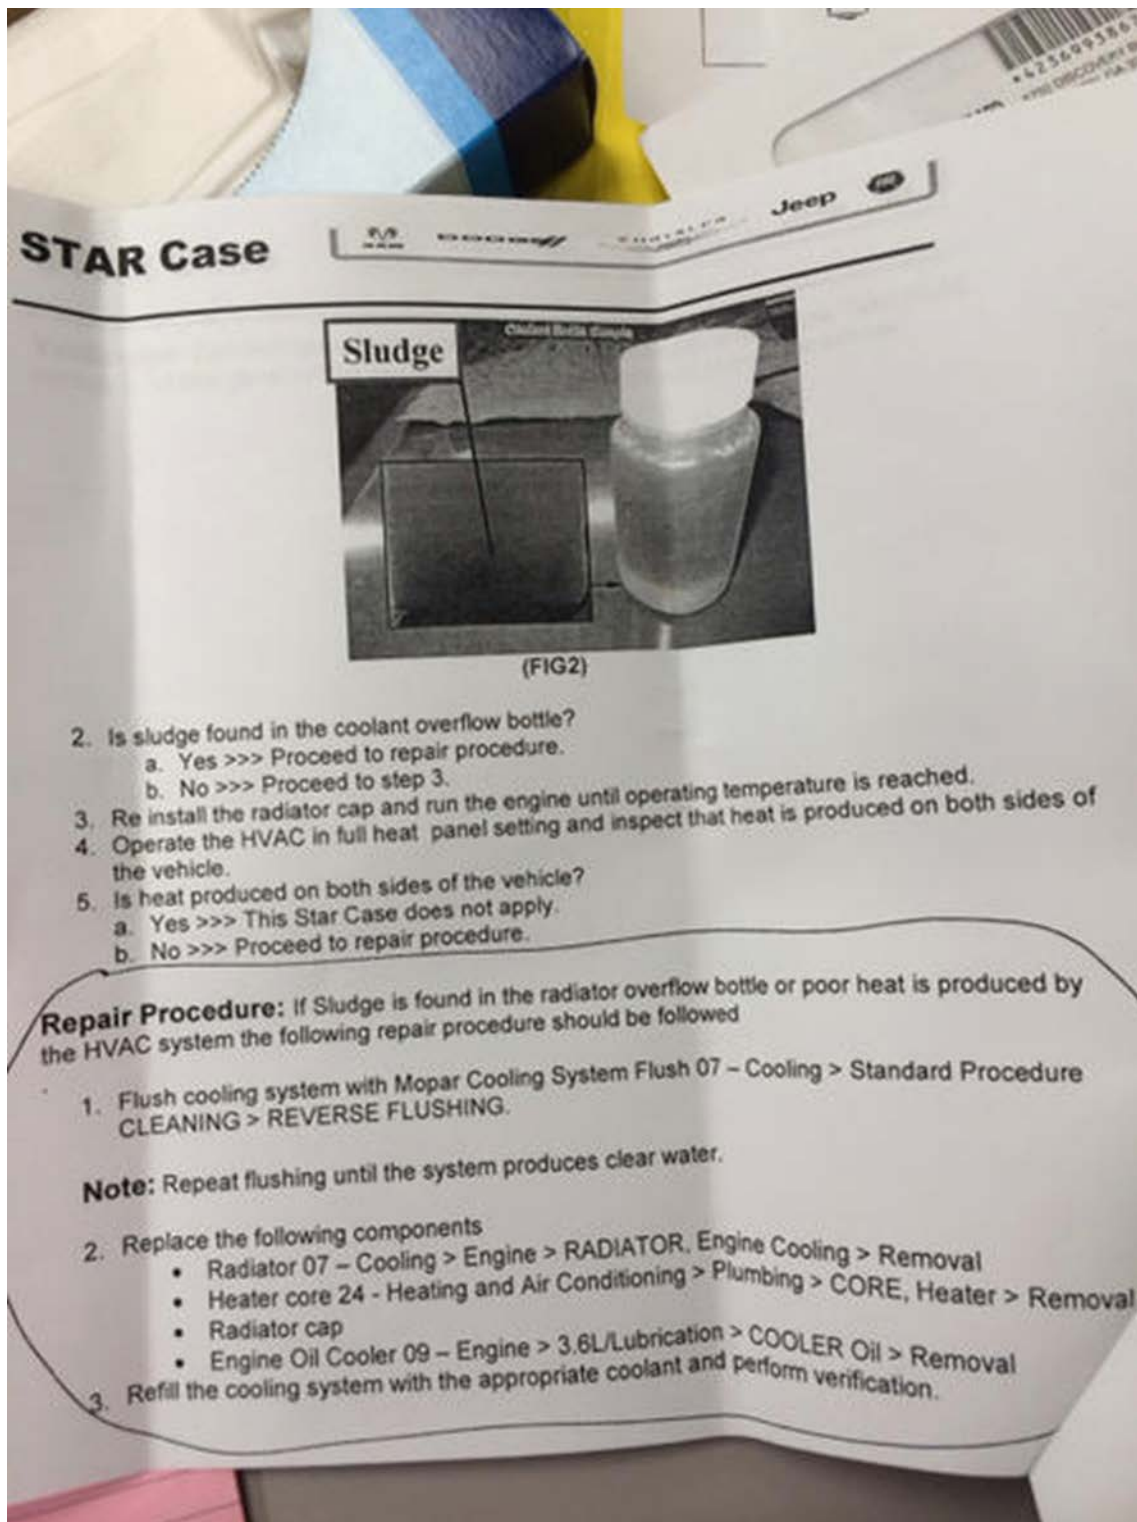 STAR Case
RAM DODGE CHRYSLER Jeep
Sludge
Coolant Bottle Sample
(FIG2)
2. Is sludge found in the coolant overflow bottle?
a. Yes >>> Proceed to repair procedure.
b. No >>> Proceed to step 3.
3. Re install the radiator cap and run the engine until operating temperature is reached.
4. Operate the HVAC in full heat panel setting and inspect that heat is produced on both sides of
the vehicle.
5. Is heat produced on both sides of the vehicle?
a. Yes >>> This Star Case does not apply.
b. No >>> Proceed to repair procedure.
Repair Procedure: If Sludge is found in the radiator overflow bottle or poor heat is produced by
the HVAC system the following repair procedure should be followed
1. Flush cooling system with Mopar Cooling System Flush 07 – Cooling > Standard Procedure
CLEANING > REVERSE FLUSHING.
Note: Repeat flushing until the system produces clear water.
2. Replace the following components
• Radiator 07 – Cooling > Engine > RADIATOR, Engine Cooling > Removal
• Heater core 24 - Heating and Air Conditioning > Plumbing > CORE, Heater > Removal
• Radiator cap
• Engine Oil Cooler 09 – Engine > 3.6L/Lubrication > COOLER Oil > Removal
3. Refill the cooling system with the appropriate coolant and perform verification.